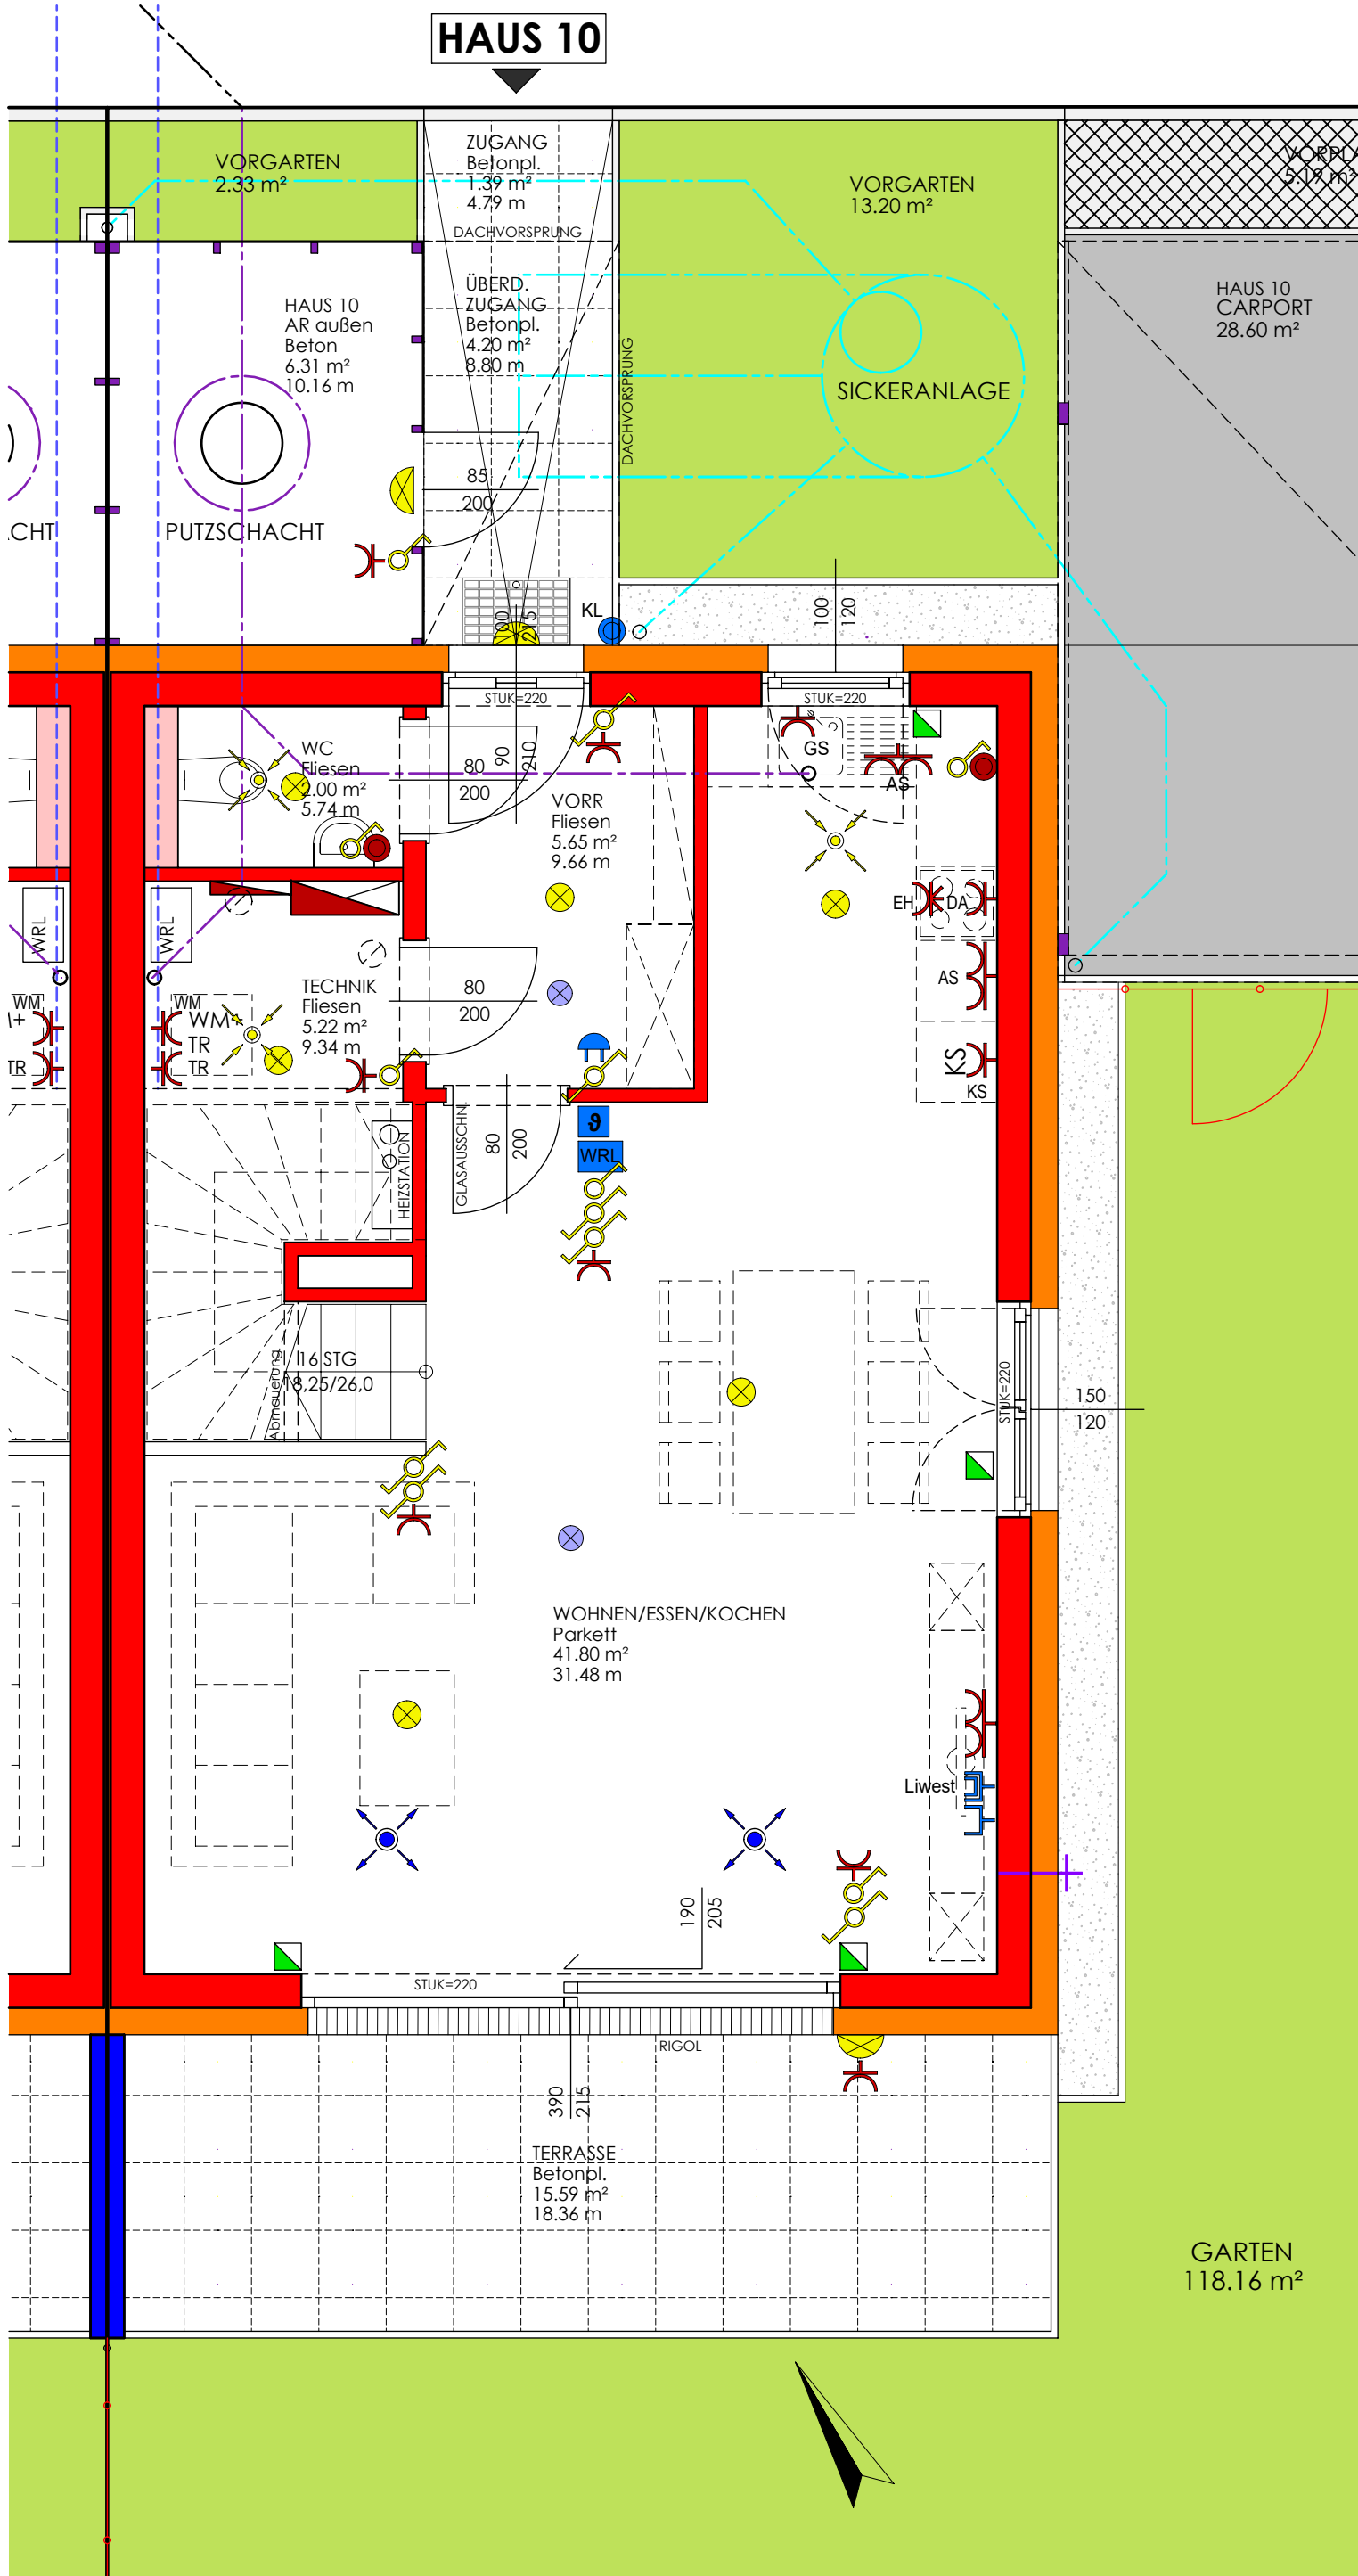 HAUS 10
VORGARTEN
2.33 m²
ZUGANG
Betonpl.
1.39 m²
4.79 m
DACHVORSPRUNG
VORGARTEN
13.20 m²
5.19 m²
HAUS 10
AR außen
Beton
6.31 m²
10.16 m
ÜBERD.
ZUGANG
Betonpl.
4.20 m²
8.80 m
DACHVORSPRUNG
SICKERANLAGE
HAUS 10
CARPORT
28.60 m²
85
200
PUTZSCHACHT
CHT
KL
100
215
100
120
STUK=220
STUK=220
WC
Fliesen
2.00 m²
5.74 m
80
200
90
210
GS
AS
VORR
Fliesen
5.65 m²
9.66 m
EH
DA
AS
KS
KS
WRL
WRL
WM
WM
WM+
TR
TR
TR
TECHNIK
Fliesen
5.22 m²
9.34 m
80
200
GLASAUSSCHN.
80
200
HEIZSTATION
ϑ
WRL
Abmauerung
16 STG
18,25/26,0
STUK=220
150
120
WOHNEN/ESSEN/KOCHEN
Parkett
41.80 m²
31.48 m
Liwest
190
205
STUK=220
RIGOL
390
215
TERRASSE
Betonpl.
15.59 m²
18.36 m
GARTEN
118.16 m²